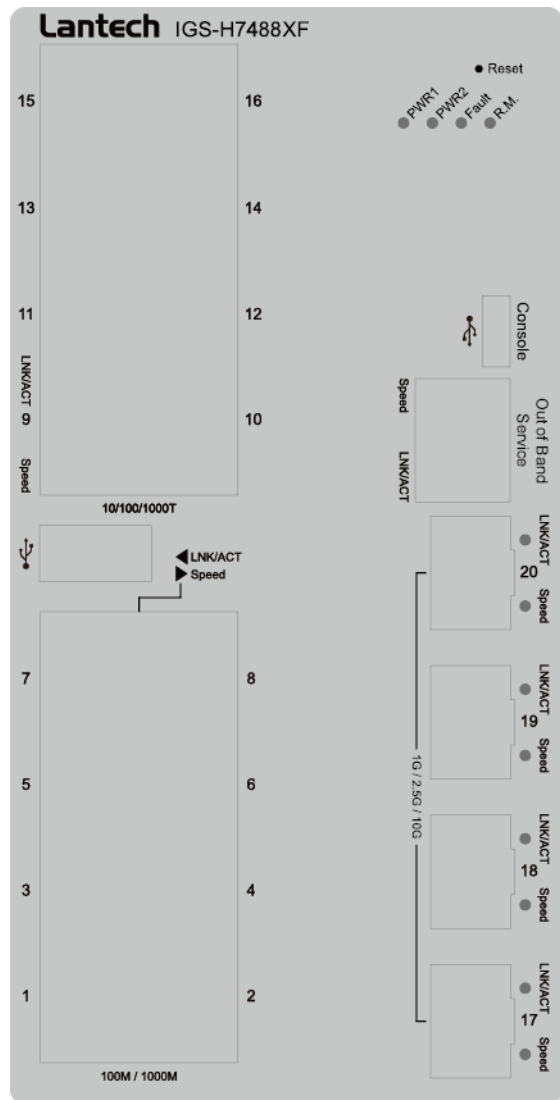 Lantech IGS-H7488XF
Reset
PWR1 PWR2 Fault R.M.
15 16
13 14
11 12
LNK/ACT
9 10
Speed
10/100/1000T
LNK/ACT
Speed
7 8
5 6
3 4
1 2
100M / 1000M
Console
Speed
LNK/ACT
Out of Band
Service
LNK/ACT
20
Speed
LNK/ACT
19
Speed
1G / 2.5G / 10G
LNK/ACT
18
Speed
LNK/ACT
17
Speed